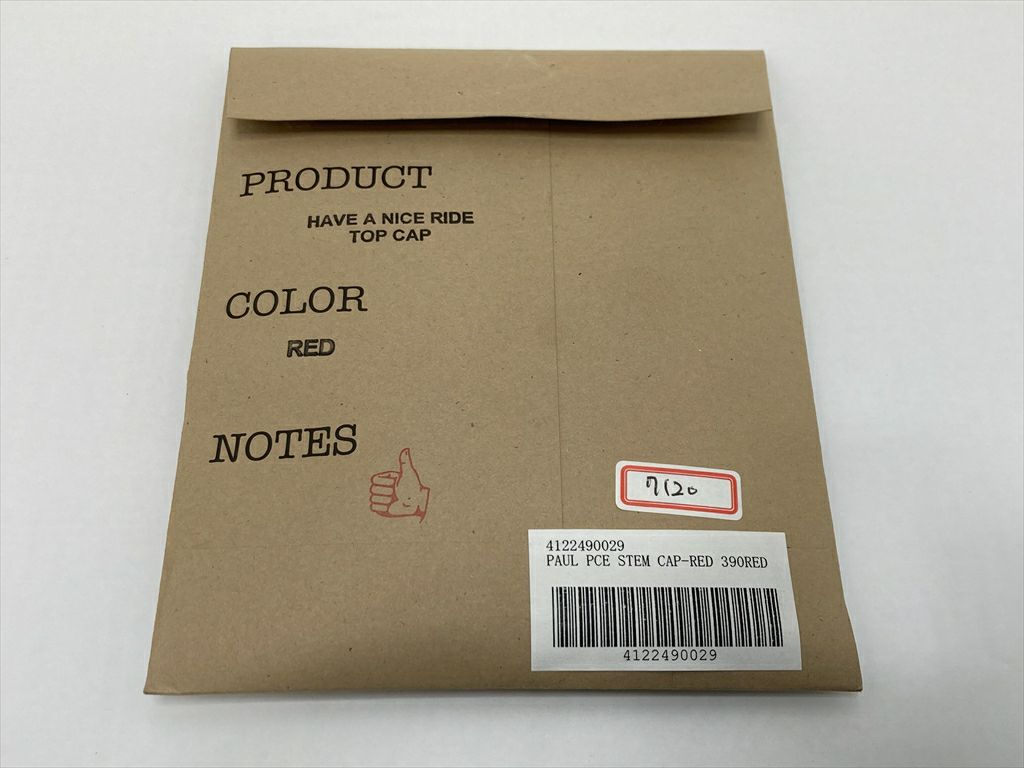 PRODUCT
HAVE A NICE RIDE
TOP CAP
COLOR
RED
NOTES
7120
4122490029
PAUL PCE STEM CAP-RED 390RED
4122490029